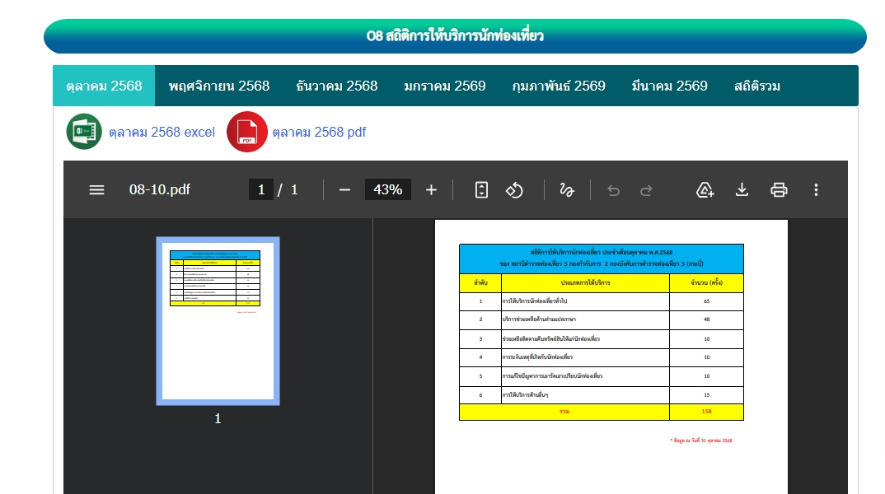 08 สถิติการให้บริการนักท่องเที่ยว
ตุลาคม 2568 พฤศจิกายน 2568 ธันวาคม 2568 มกราคม 2569 กุมภาพันธ์ 2569 มีนาคม 2569 สถิติรวม
ตุลาคม 2568 excel PDF ตุลาคม 2568 pdf
08-10.pdf 1 / 1 43%
สถิติการให้บริการนักท่องเที่ยว ประจำเดือนตุลาคม พ.ศ.2568
ของ สถานีตำรวจท่องเที่ยว 3 กองกำกับการ 2 กองบังคับการตำรวจท่องเที่ยว 3 (กระบี่)
ลำดับ ประเภทการให้บริการ จำนวน (ครั้ง)
1 การให้บริการนักท่องเที่ยวทั่วไป 65
2 บริการช่วยเหลือด้านล่ามแปลภาษา 48
3 ช่วยเหลือติดตามคืนทรัพย์สินให้แก่นักท่องเที่ยว 10
4 การระงับเหตุที่เกิดกับนักท่องเที่ยว 10
5 การแก้ไขปัญหาการเอารัดเอาเปรียบนักท่องเที่ยว 10
6 การให้บริการด้านอื่นๆ 15
รวม 158
* ข้อมูล ณ วันที่ 31 ตุลาคม 2568
1